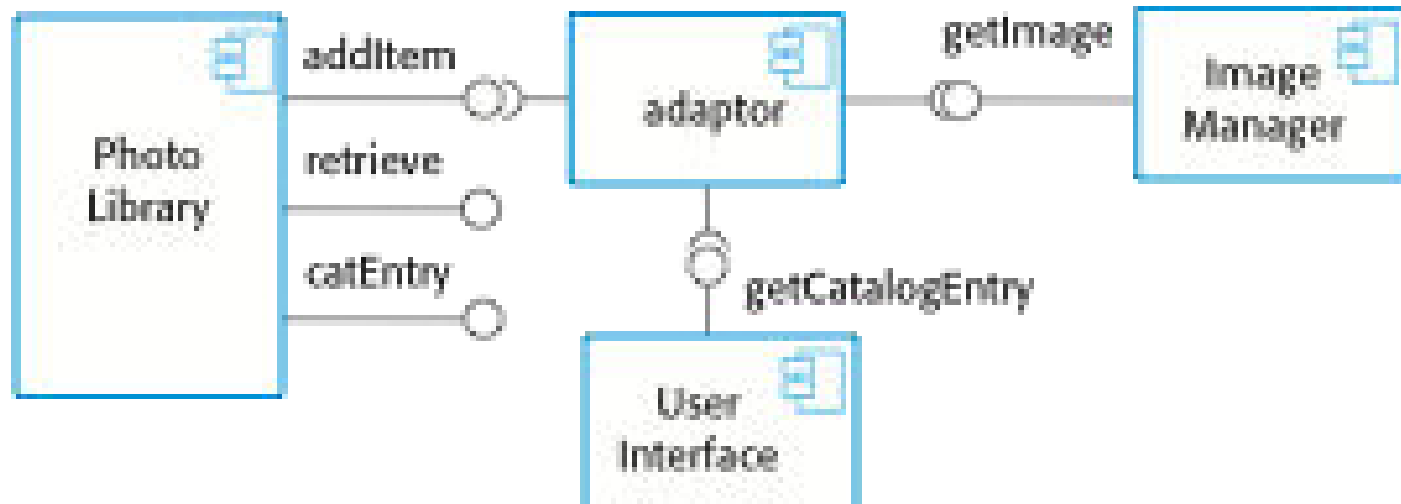 addItem
getImage
adaptor
Image
Manager
Photo
Library
retrieve
catEntry
getCatalogEntry
User
Interface